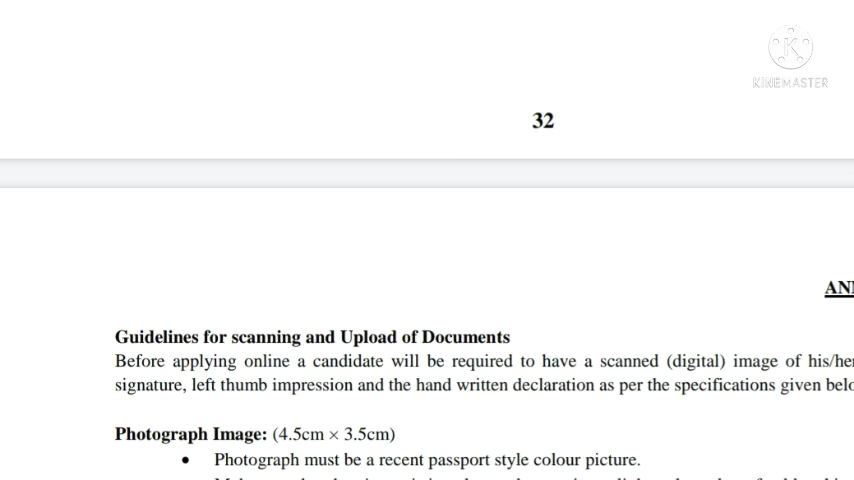 KINEMASTER
32
Guidelines for scanning and Upload of Documents
Before applying online a candidate will be required to have a scanned (digital) image of
signature, left thumb impression and the hand written declaration as per the specifications given
Photograph Image: (4.5cm × 3.5cm)
• Photograph must be a recent passport style colour picture.